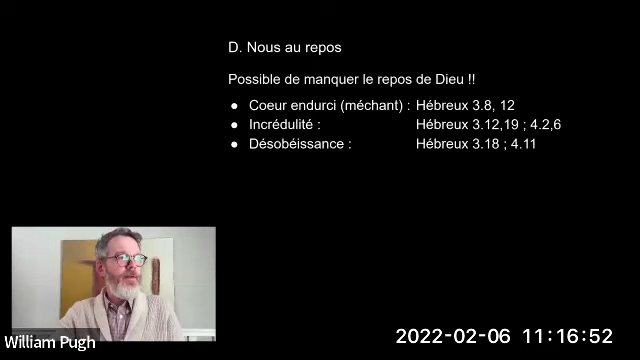 D. Nous au repos
Possible de manquer le repos de Dieu !!
● Coeur endurci (méchant) : Hébreux 3.8, 12
● Incrédulité : Hébreux 3.12,19 ; 4.2,6
● Désobéissance : Hébreux 3.18 ; 4.11
William Pugh
2022-02-06 11:16:52